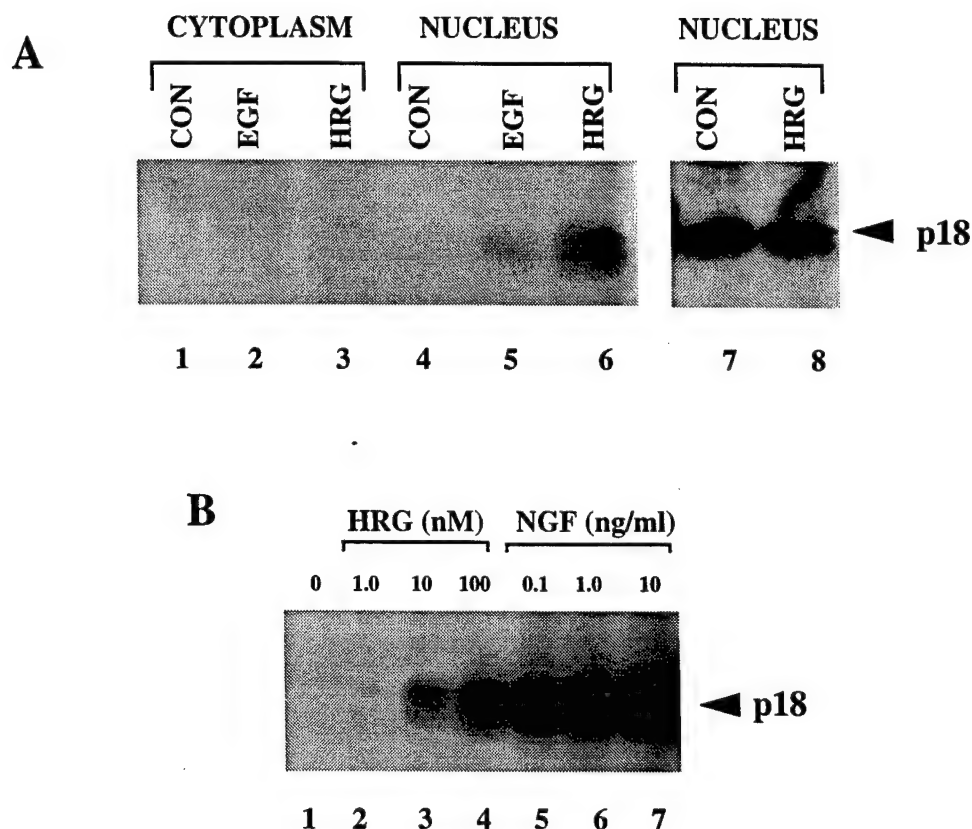 A
CYTOPLASM NUCLEUS NUCLEUS
CON EGF HRG CON EGF HRG CON HRG
p18
1 2 3 4 5 6 7 8
B
HRG (nM) NGF (ng/ml)
0 1.0 10 100 0.1 1.0 10
p18
1 2 3 4 5 6 7